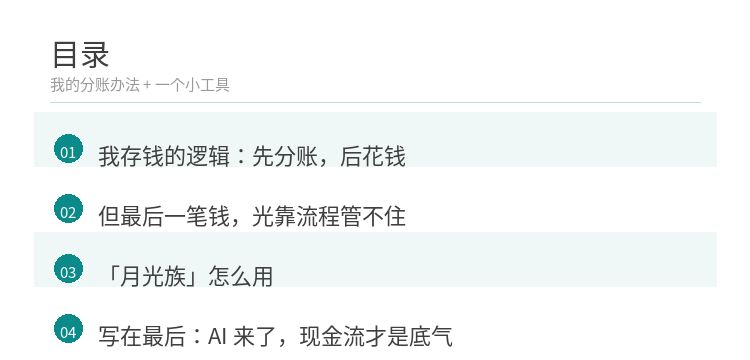 目录
我的分账办法 + 一个小工具
01 我存钱的逻辑：先分账，后花钱
02 但最后一笔钱，光靠流程管不住
03 「月光族」怎么用
04 写在最后：AI 来了，现金流才是底气